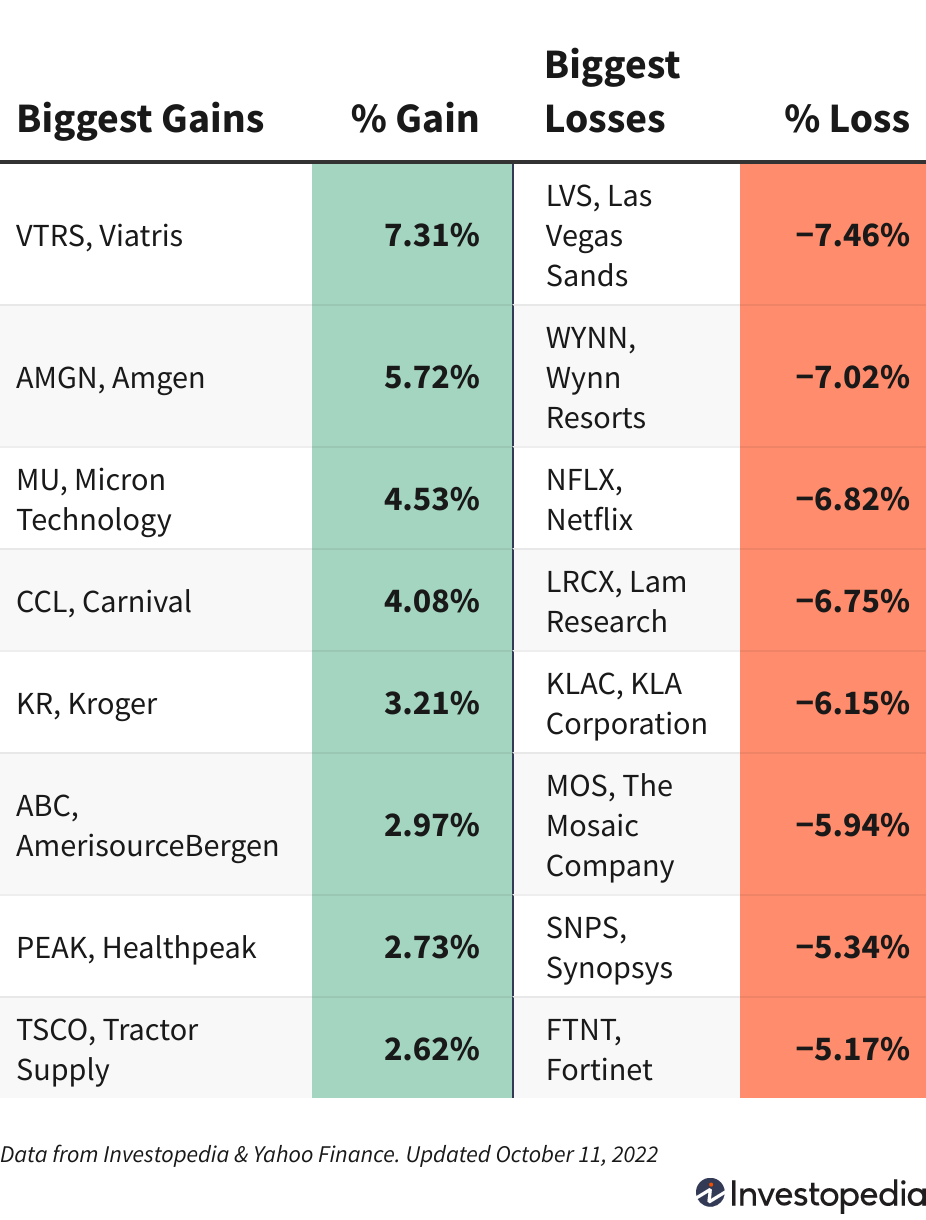 Biggest Gains % Gain Biggest Losses % Loss
VTRS, Viatris 7.31% LVS, Las Vegas Sands −7.46%
AMGN, Amgen 5.72% WYNN, Wynn Resorts −7.02%
MU, Micron Technology 4.53% NFLX, Netflix −6.82%
CCL, Carnival 4.08% LRCX, Lam Research −6.75%
KR, Kroger 3.21% KLAC, KLA Corporation −6.15%
ABC, AmerisourceBergen 2.97% MOS, The Mosaic Company −5.94%
PEAK, Healthpeak 2.73% SNPS, Synopsys −5.34%
TSCO, Tractor Supply 2.62% FTNT, Fortinet −5.17%
Data from Investopedia & Yahoo Finance. Updated October 11, 2022
Investopedia